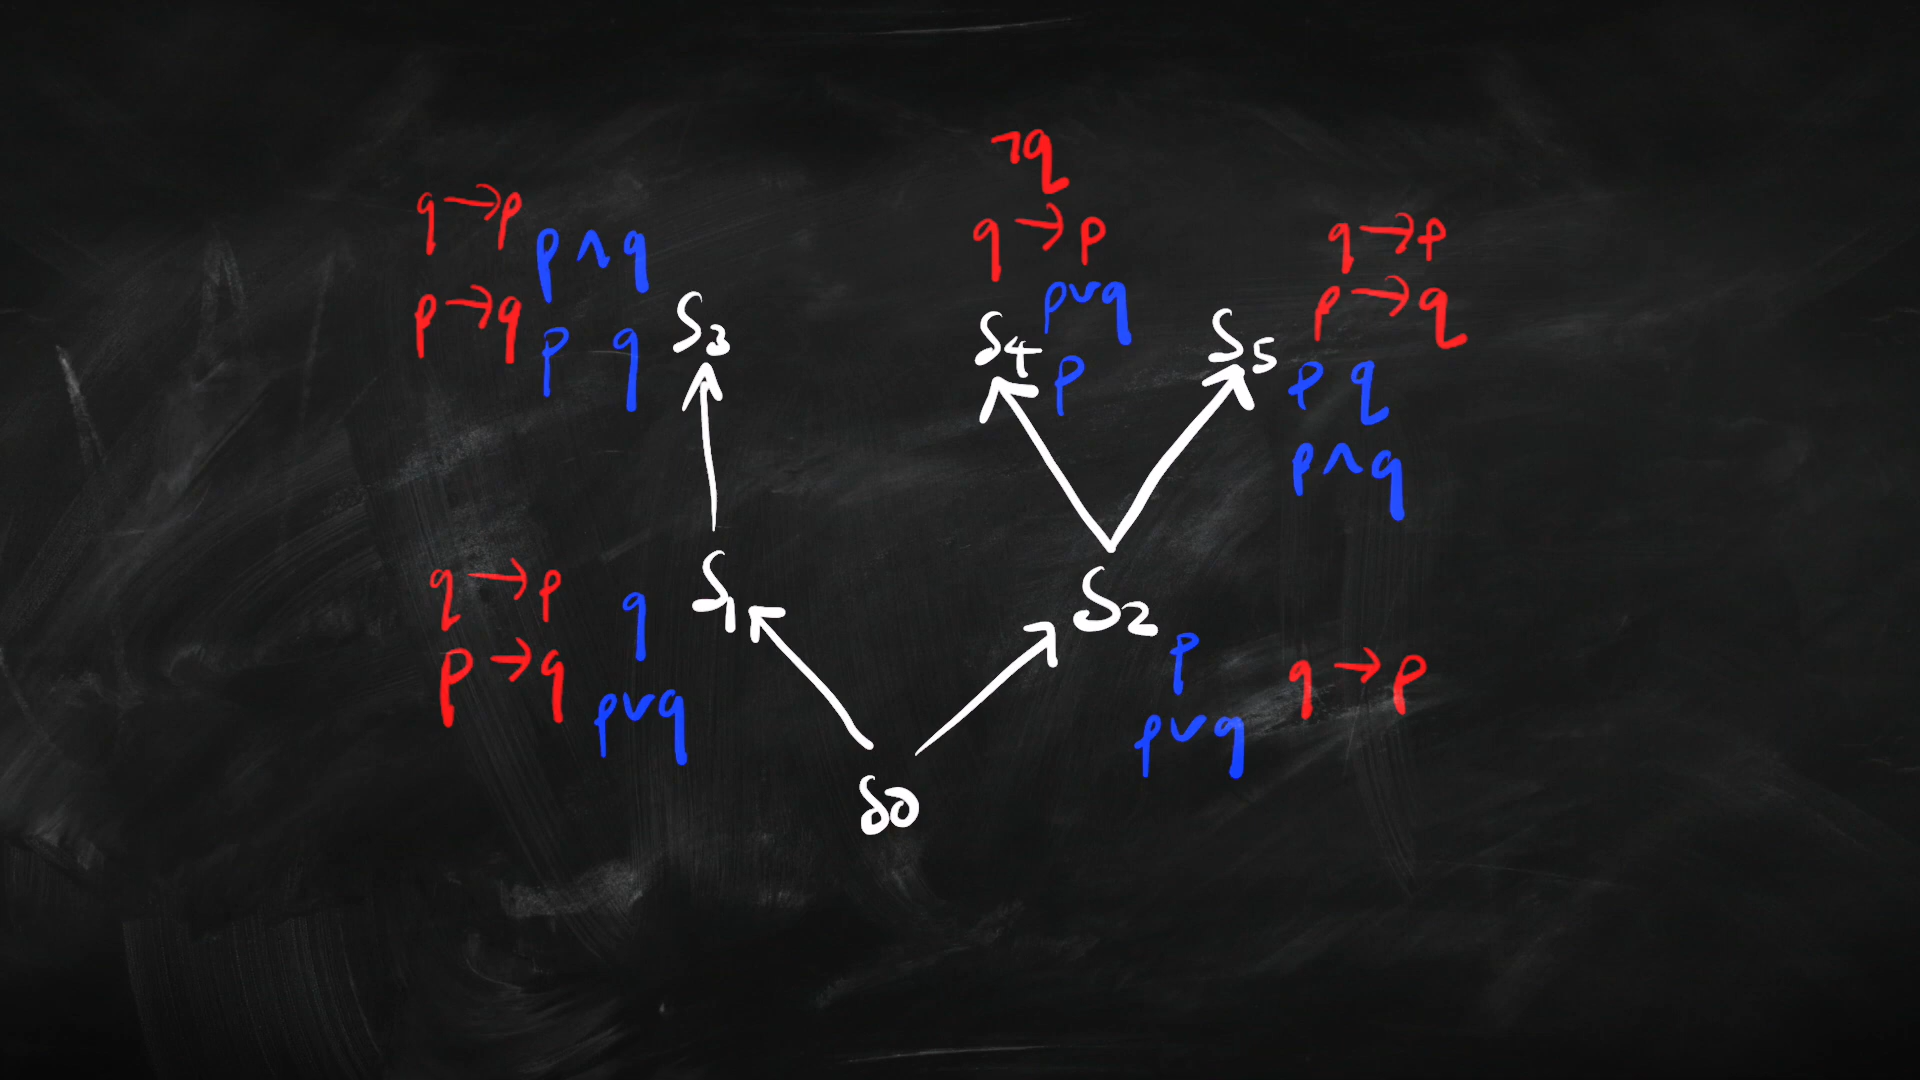 ¬q
q → p
p ∧ q
p → q
p q
S3
q → p
p ∨ q
S4
p
q → p
p → q
S5
p q
p ∧ q
q → p
p → q
q
p ∨ q
S1
S2
p
p ∨ q
q → p
S0